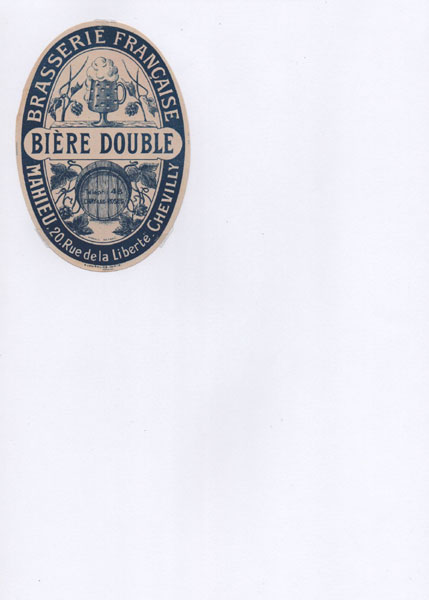 BRASSERIE FRANÇAISE
BIÈRE DOUBLE
MAHIEU, 20, Rue de la Liberté CHEVILLY